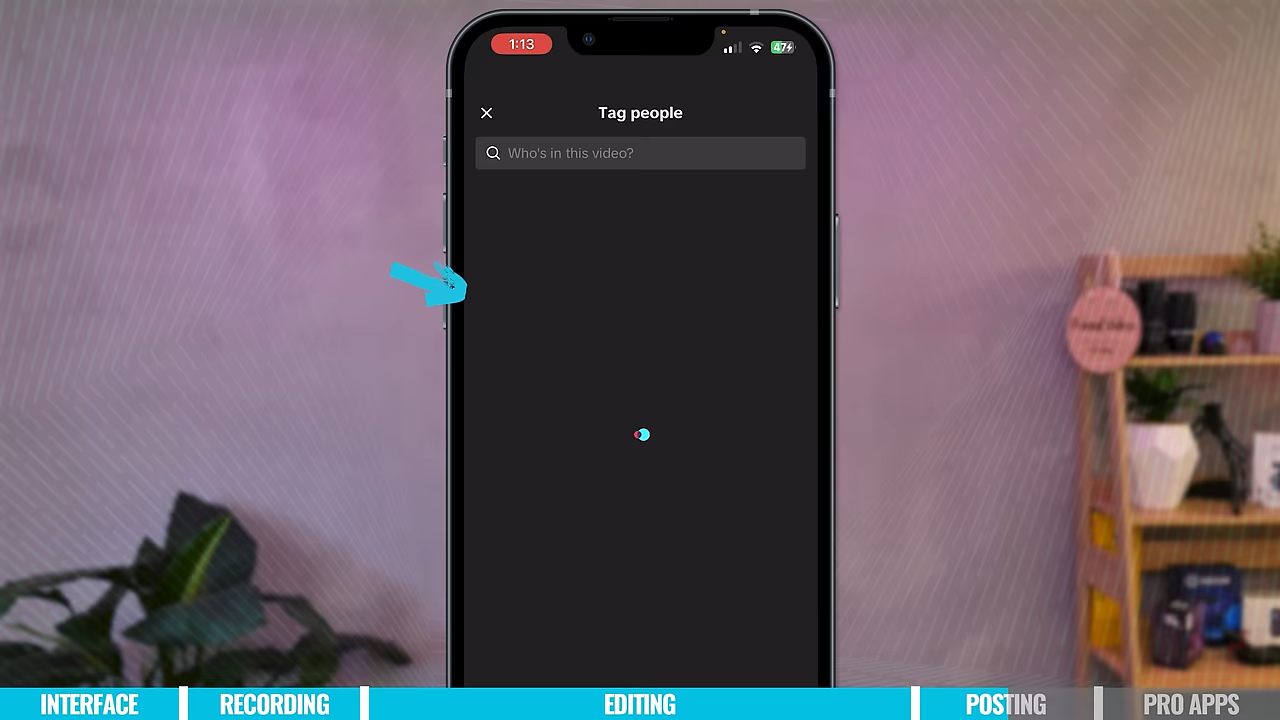 1:13
47
Tag people
Who's in this video?
INTERFACE
RECORDING
EDITING
POSTING
PRO APPS